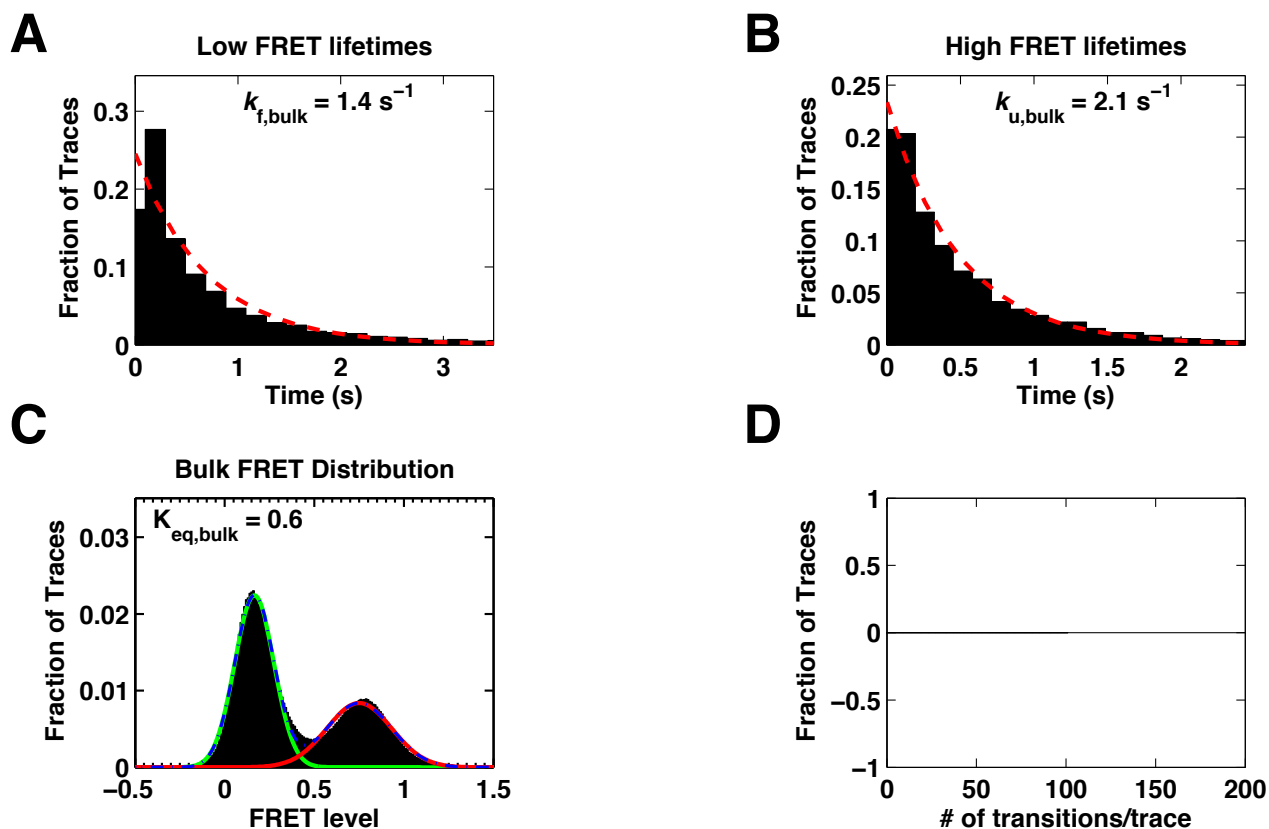 A
Low FRET lifetimes
k_f,bulk = 1.4 s⁻¹
Fraction of Traces
0.3
0.2
0.1
0
0 1 2 3
Time (s)
B
High FRET lifetimes
k_u,bulk = 2.1 s⁻¹
Fraction of Traces
0.25
0.2
0.15
0.1
0.05
0
0 0.5 1 1.5 2
Time (s)
C
Bulk FRET Distribution
K_eq,bulk = 0.6
Fraction of Traces
0.03
0.02
0.01
0
−0.5 0 0.5 1 1.5
FRET level
D
Fraction of Traces
1
0.5
0
−0.5
−1
0 50 100 150 200
# of transitions/trace